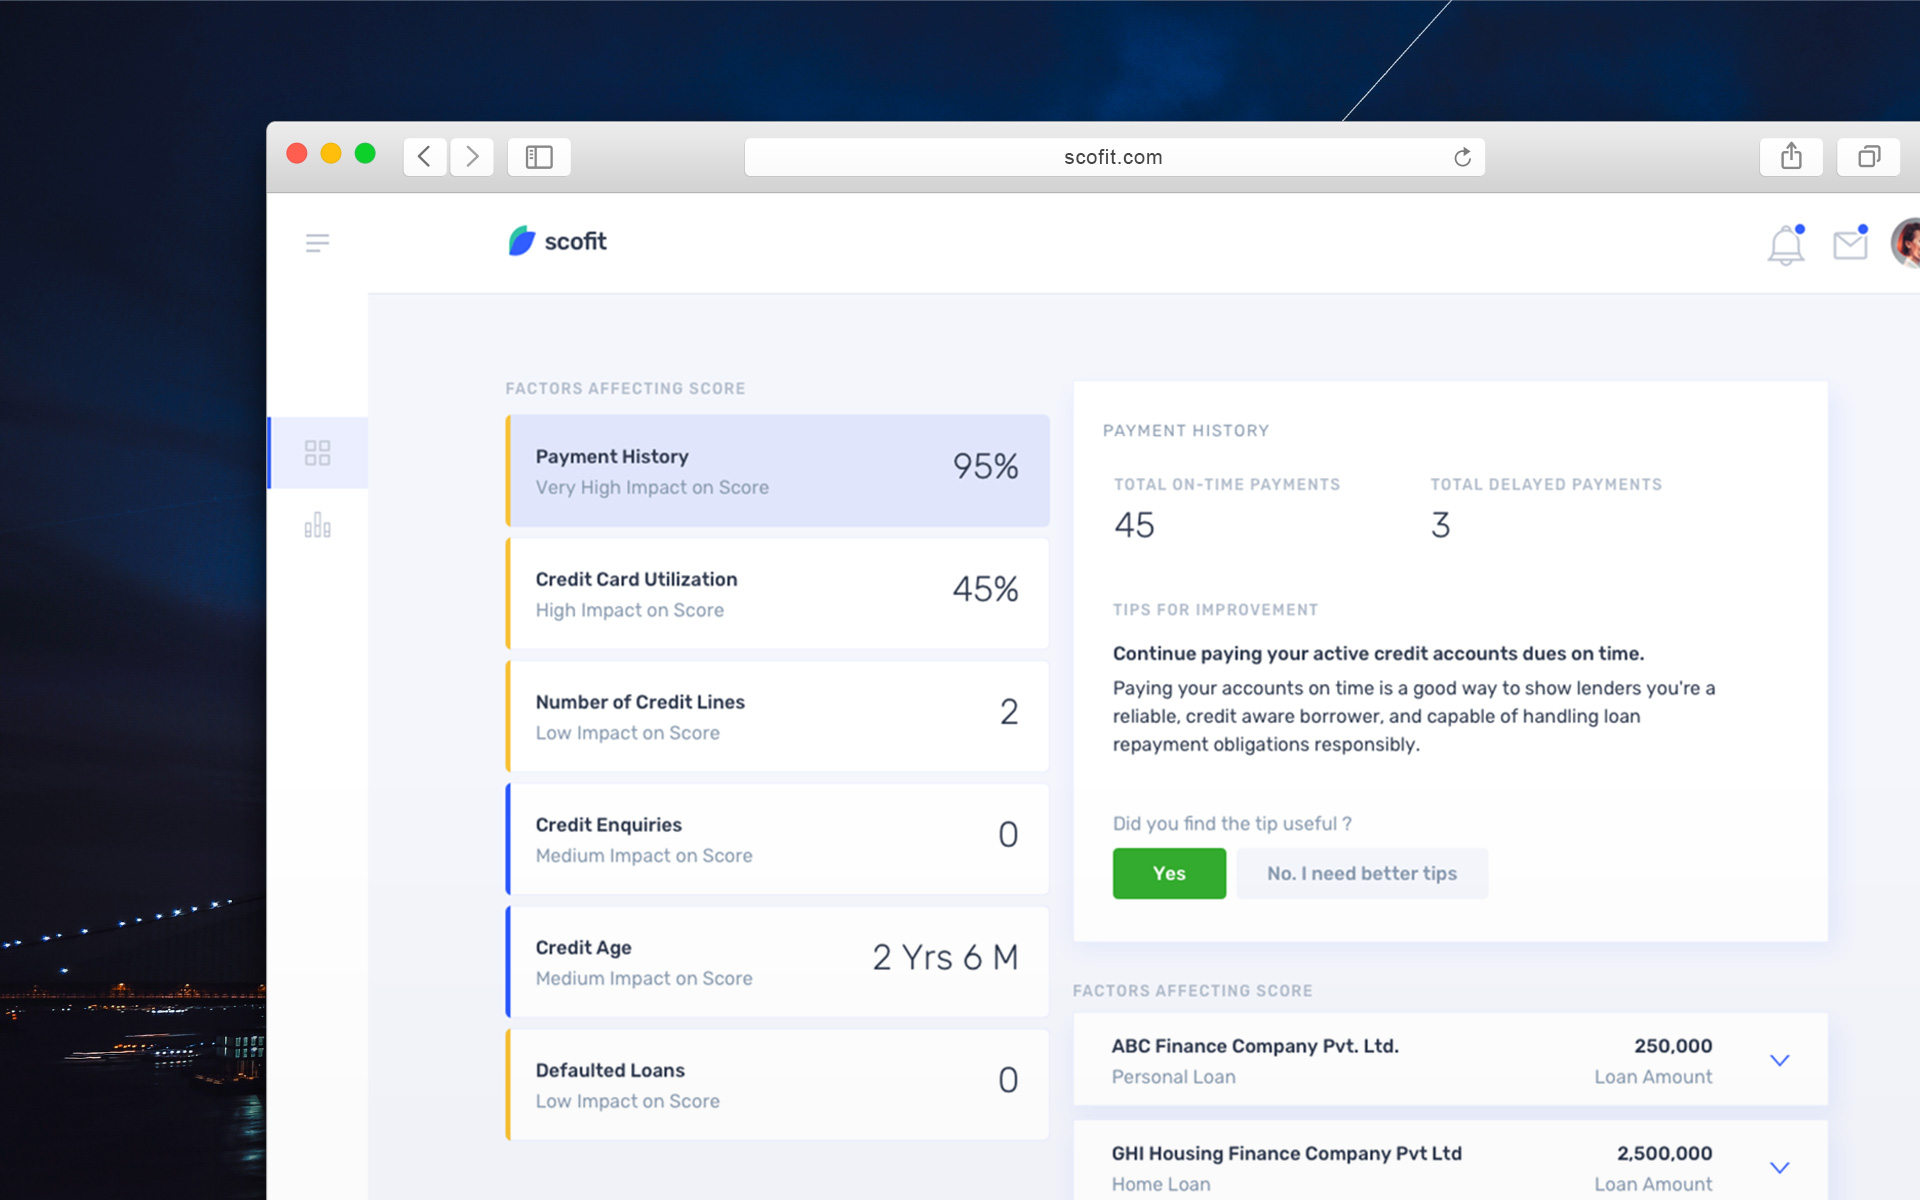 scofit.com
scofit
FACTORS AFFECTING SCORE
Payment History
Very High Impact on Score
95%
Credit Card Utilization
High Impact on Score
45%
Number of Credit Lines
Low Impact on Score
2
Credit Enquiries
Medium Impact on Score
0
Credit Age
Medium Impact on Score
2 Yrs 6 M
Defaulted Loans
Low Impact on Score
0
PAYMENT HISTORY
TOTAL ON-TIME PAYMENTS
45
TOTAL DELAYED PAYMENTS
3
TIPS FOR IMPROVEMENT
Continue paying your active credit accounts dues on time.
Paying your accounts on time is a good way to show lenders you're a
reliable, credit aware borrower, and capable of handling loan
repayment obligations responsibly.
Did you find the tip useful ?
Yes
No. I need better tips
FACTORS AFFECTING SCORE
ABC Finance Company Pvt. Ltd.
Personal Loan
250,000
Loan Amount
GHI Housing Finance Company Pvt Ltd
Home Loan
2,500,000
Loan Amount